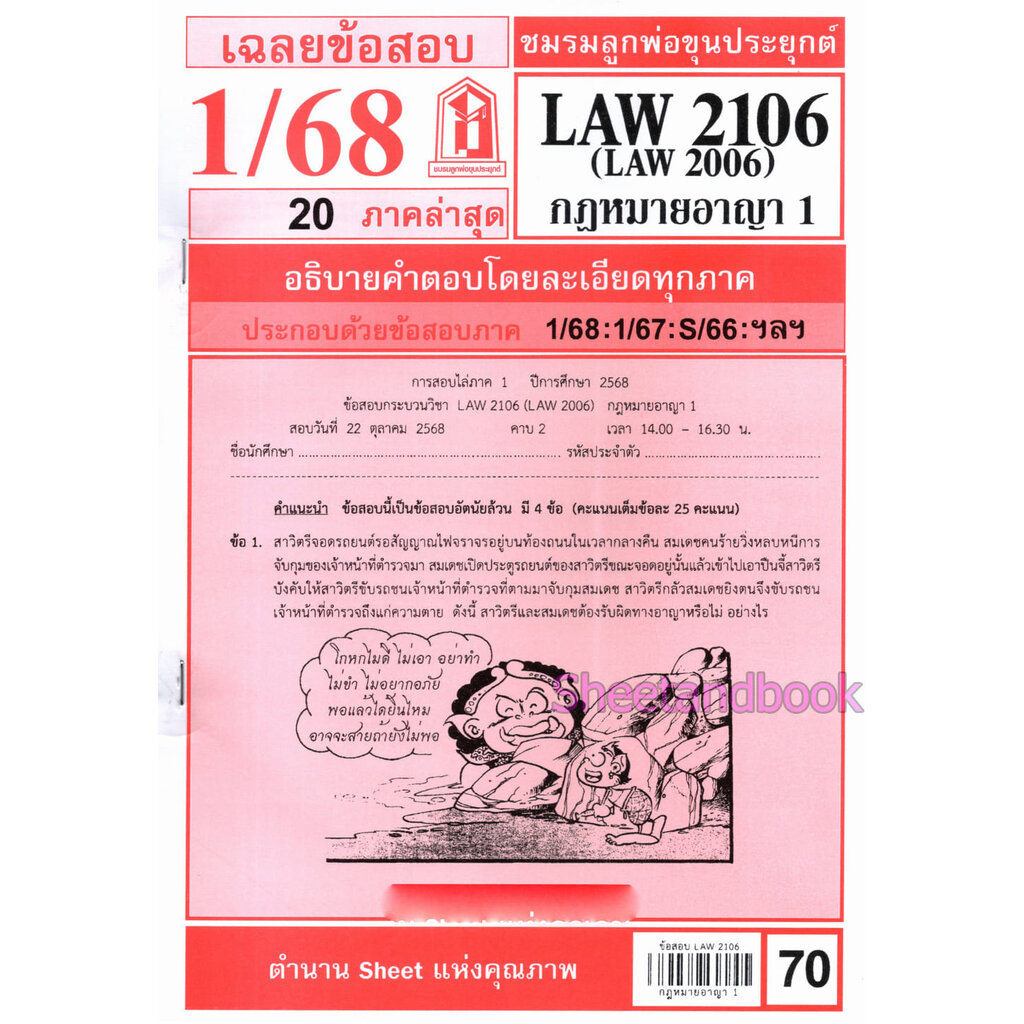 เฉลยข้อสอบ
ชมรมลูกพ่อขุนประยุกต์
1/68
ชมรมลูกพ่อขุนประยุกต์
20 ภาคล่าสุด
LAW 2106
(LAW 2006)
กฎหมายอาญา 1
อธิบายคำตอบโดยละเอียดทุกภาค
ประกอบด้วยข้อสอบภาค 1/68:1/67:S/66:ฯลฯ
การสอบไล่ภาค 1 ปีการศึกษา 2568
ข้อสอบกระบวนวิชา LAW 2106 (LAW 2006) กฎหมายอาญา 1
สอบวันที่ 22 ตุลาคม 2568 คาบ 2 เวลา 14.00 – 16.30 น.
ชื่อนักศึกษา ........................................ รหัสประจำตัว ........................................
คำแนะนำ ข้อสอบนี้เป็นข้อสอบอัตนัยล้วน มี 4 ข้อ (คะแนนเต็มข้อละ 25 คะแนน)
ข้อ 1. สาวิตรีจอดรถยนต์รอสัญญาณไฟจราจรอยู่บนท้องถนนในเวลากลางคืน สมเดชคนร้ายวิ่งหลบหนีการ
จับกุมของเจ้าหน้าที่ตำรวจมา สมเดชเปิดประตูรถยนต์ของสาวิตรีขณะจอดอยู่นั้นแล้วเข้าไปเอาปืนจี้สาวิตรี
บังคับให้สาวิตรีขับรถชนเจ้าหน้าที่ตำรวจที่ตามมาจับกุมสมเดช สาวิตรีกลัวสมเดชยิงตนจึงขับรถชน
เจ้าหน้าที่ตำรวจถึงแก่ความตาย ดังนี้ สาวิตรีและสมเดชต้องรับผิดทางอาญาหรือไม่ อย่างไร
โกหกไม่ดี ไม่เอา อย่าทำ
ไม่ขำ ไม่อยากอภัย
พอแล้วได้ยินไหม
อาจจะสายถ้ายังไม่พอ
Sheetandbook
ตำนาน Sheet แห่งคุณภาพ
ข้อสอบ LAW 2106
กฎหมายอาญา 1
70